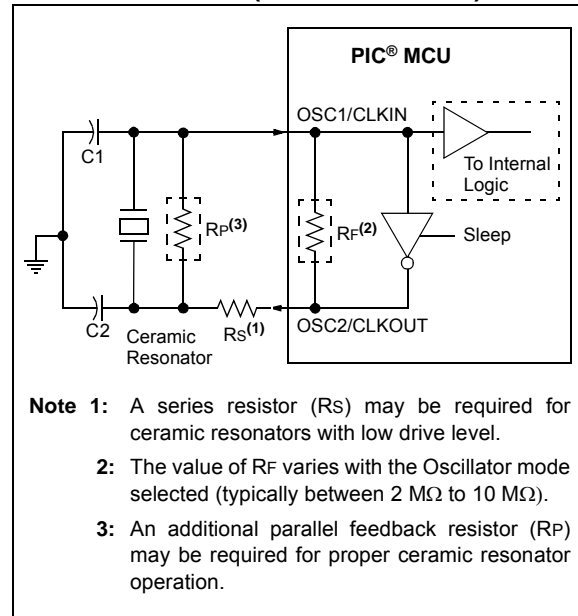 PIC® MCU
OSC1/CLKIN
C1
To Internal
Logic
RP(3)
RF(2)
Sleep
C2
Ceramic
Resonator
RS(1)
OSC2/CLKOUT
Note 1: A series resistor (RS) may be required for
ceramic resonators with low drive level.
2: The value of RF varies with the Oscillator mode
selected (typically between 2 MΩ to 10 MΩ).
3: An additional parallel feedback resistor (RP)
may be required for proper ceramic resonator
operation.